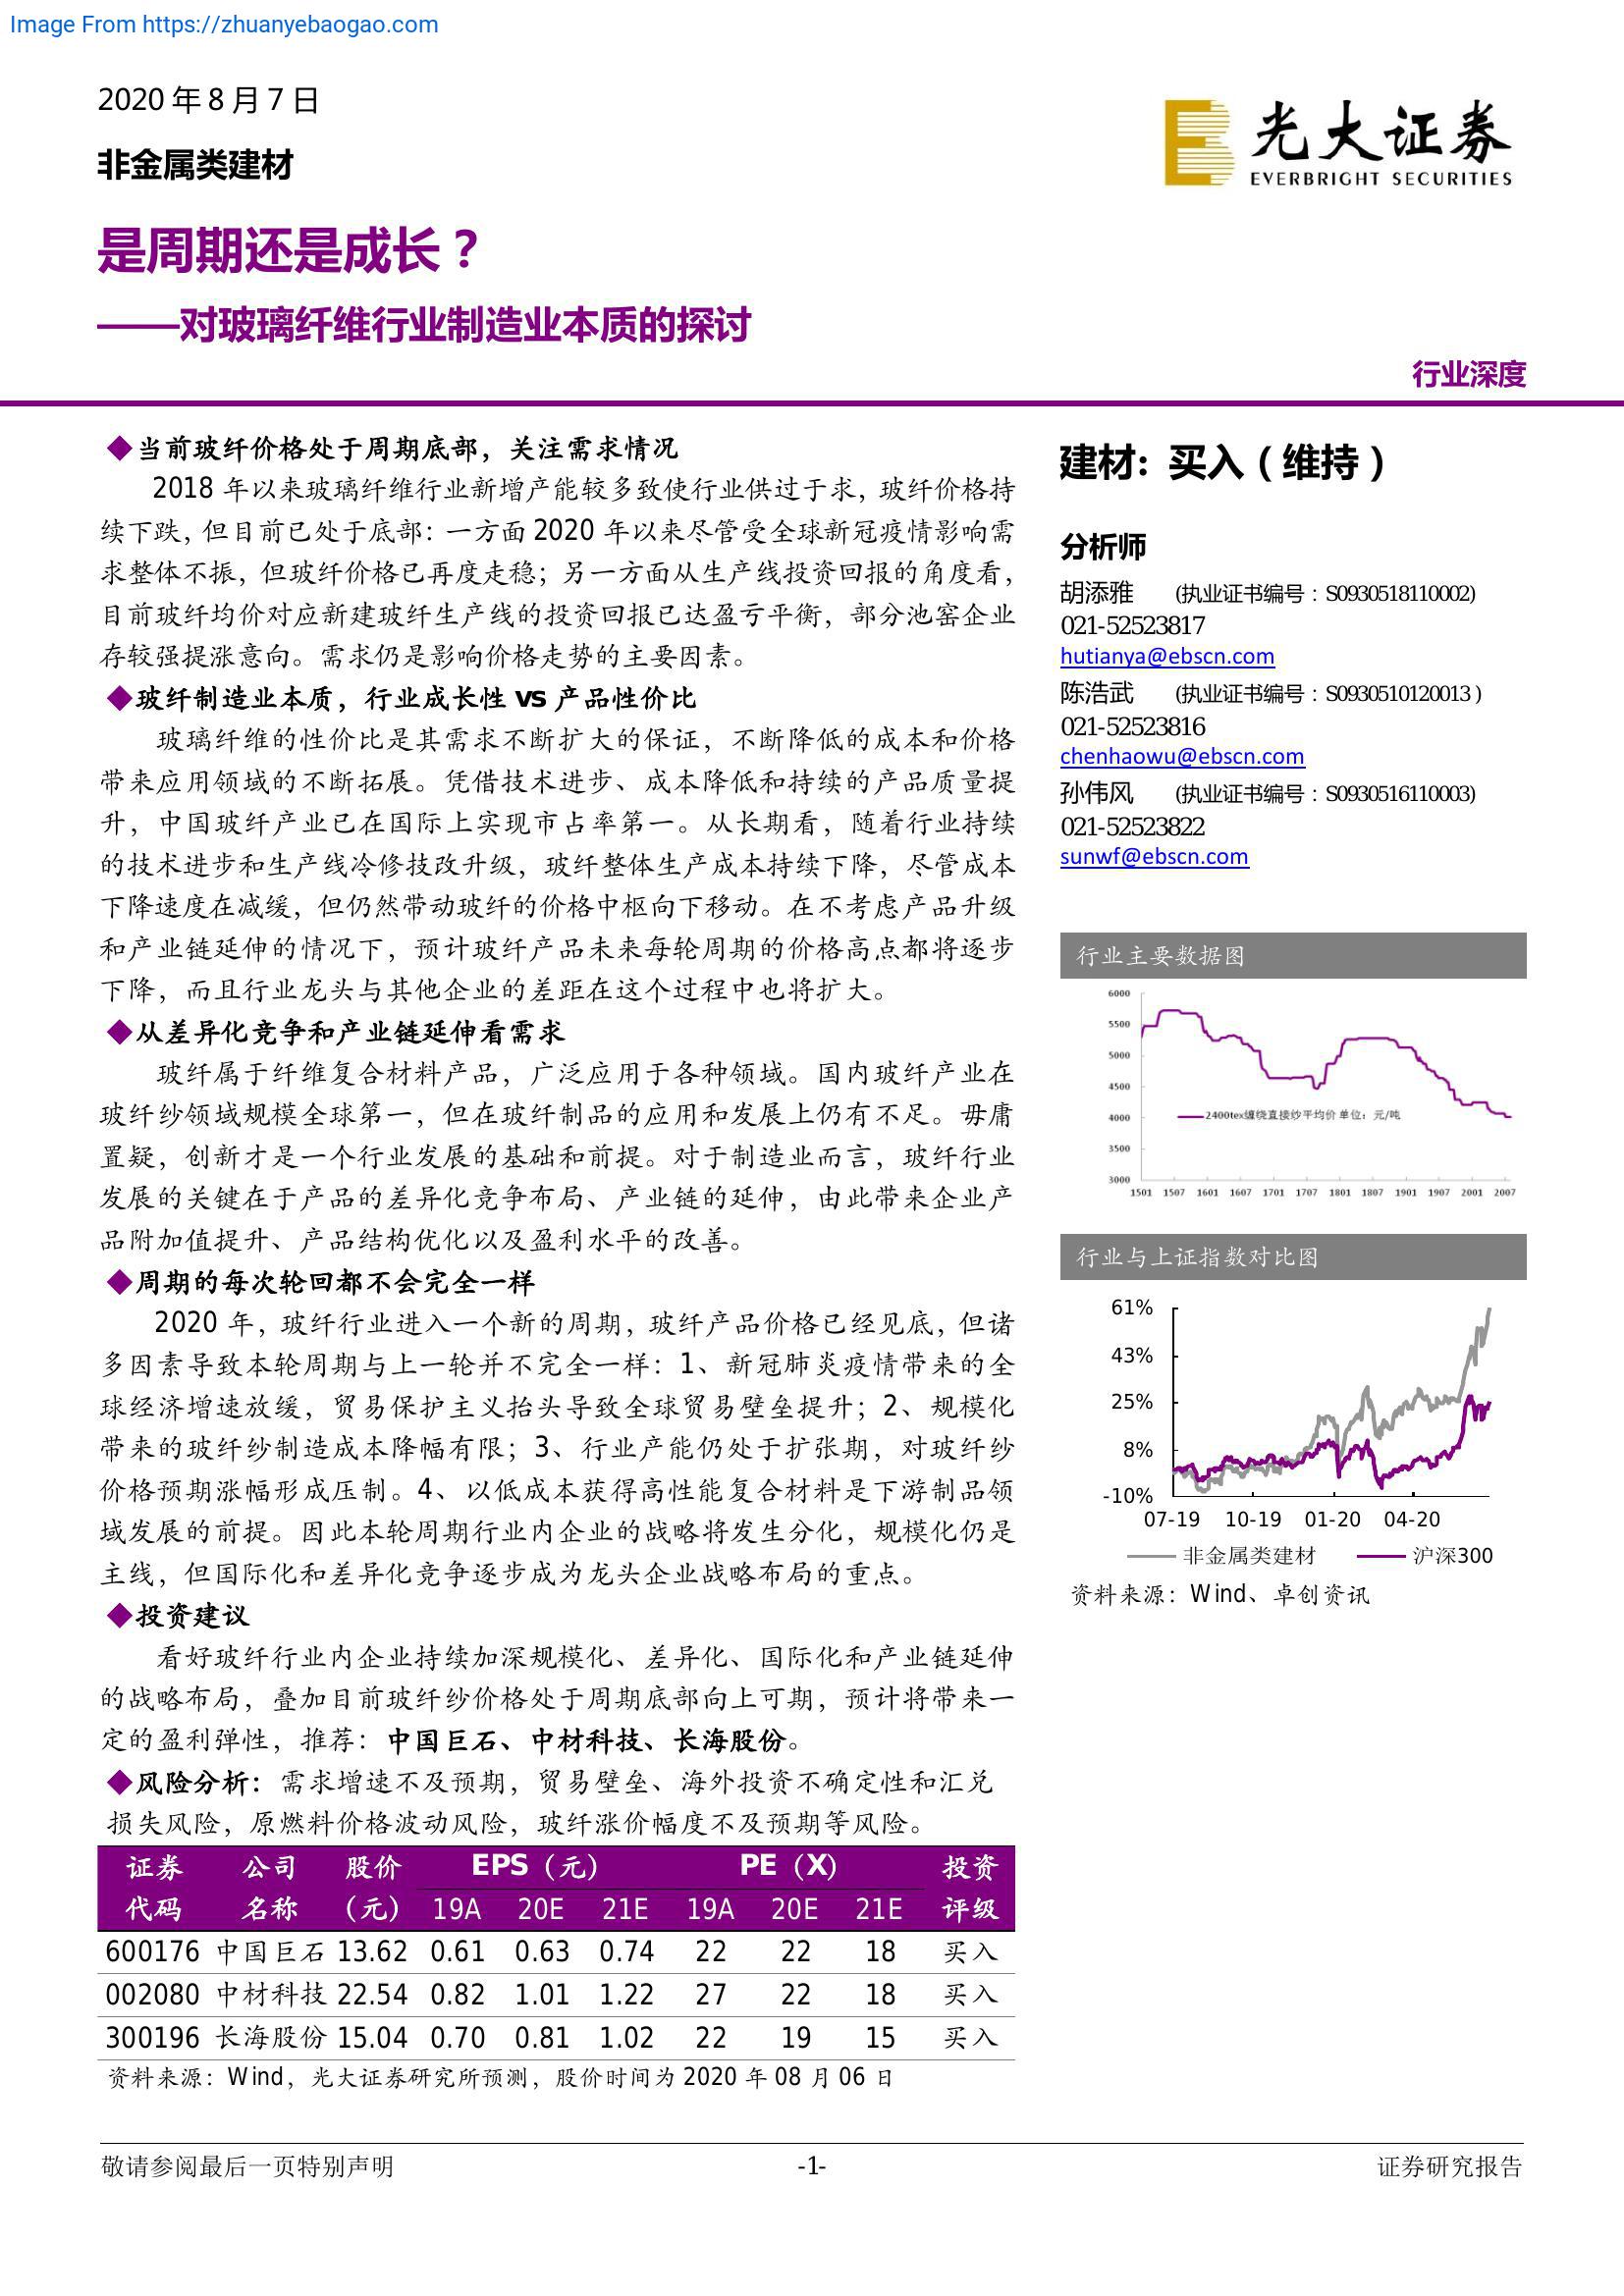 Image From https://zhuanyebaogao.com
2020 年 8 月 7 日
非金属类建材
光大证券
EVERBRIGHT SECURITIES
是周期还是成长？
——对玻璃纤维行业制造业本质的探讨
行业深度
◆当前玻纤价格处于周期底部，关注需求情况
2018 年以来玻璃纤维行业新增产能较多致使行业供过于求，玻纤价格持
续下跌，但目前已处于底部：一方面 2020 年以来尽管受全球新冠疫情影响需
求整体不振，但玻纤价格已再度走稳；另一方面从生产线投资回报的角度看，
目前玻纤均价对应新建玻纤生产线的投资回报已达盈亏平衡，部分池窑企业
存较强提涨意向。需求仍是影响价格走势的主要因素。
◆玻纤制造业本质，行业成长性 vs 产品性价比
玻璃纤维的性价比是其需求不断扩大的保证，不断降低的成本和价格
带来应用领域的不断拓展。凭借技术进步、成本降低和持续的产品质量提
升，中国玻纤产业已在国际上实现市占率第一。从长期看，随着行业持续
的技术进步和生产线冷修技改升级，玻纤整体生产成本持续下降，尽管成本
下降速度在减缓，但仍然带动玻纤的价格中枢向下移动。在不考虑产品升级
和产业链延伸的情况下，预计玻纤产品未来每轮周期的价格高点都将逐步
下降，而且行业龙头与其他企业的差距在这个过程中也将扩大。
◆从差异化竞争和产业链延伸看需求
玻纤属于纤维复合材料产品，广泛应用于各种领域。国内玻纤产业在
玻纤纱领域规模全球第一，但在玻纤制品的应用和发展上仍有不足。毋庸
置疑，创新才是一个行业发展的基础和前提。对于制造业而言，玻纤行业
发展的关键在于产品的差异化竞争布局、产业链的延伸，由此带来企业产
品附加值提升、产品结构优化以及盈利水平的改善。
◆周期的每次轮回都不会完全一样
2020 年，玻纤行业进入一个新的周期，玻纤产品价格已经见底，但诸
多因素导致本轮周期与上一轮并不完全一样：1、新冠肺炎疫情带来的全
球经济增速放缓，贸易保护主义抬头导致全球贸易壁垒提升；2、规模化
带来的玻纤纱制造成本降幅有限；3、行业产能仍处于扩张期，对玻纤纱
价格预期涨幅形成压制。4、以低成本获得高性能复合材料是下游制品领
域发展的前提。因此本轮周期行业内企业的战略将发生分化，规模化仍是
主线，但国际化和差异化竞争逐步成为龙头企业战略布局的重点。
◆投资建议
看好玻纤行业内企业持续加深规模化、差异化、国际化和产业链延伸
的战略布局，叠加目前玻纤纱价格处于周期底部向上可期，预计将带来一
定的盈利弹性，推荐：中国巨石、中材科技、长海股份。
◆风险分析：需求增速不及预期，贸易壁垒、海外投资不确定性和汇兑
损失风险，原燃料价格波动风险，玻纤涨价幅度不及预期等风险。
证券 公司 股价 EPS（元） PE（X） 投资
代码 名称 （元） 19A 20E 21E 19A 20E 21E 评级
600176 中国巨石 13.62 0.61 0.63 0.74 22 22 18 买入
002080 中材科技 22.54 0.82 1.01 1.22 27 22 18 买入
300196 长海股份 15.04 0.70 0.81 1.02 22 19 15 买入
资料来源：Wind，光大证券研究所预测，股价时间为 2020 年 08 月 06 日
建材：买入（维持）
分析师
胡添雅 (执业证书编号：S0930518110002)
021-52523817
hutianya@ebscn.com
陈浩武 (执业证书编号：S0930510120013 )
021-52523816
chenhaowu@ebscn.com
孙伟风 (执业证书编号：S0930516110003)
021-52523822
sunwf@ebscn.com
行业主要数据图
6000
5500
5000
4500
4000
3500
3000
2400tex缠绕直接纱平均价 单位：元/吨
1501 1507 1601 1607 1701 1707 1801 1807 1901 1907 2001 2007
行业与上证指数对比图
61%
43%
25%
8%
-10%
07-19 10-19 01-20 04-20
非金属类建材 沪深300
资料来源：Wind、卓创资讯
敬请参阅最后一页特别声明 -1- 证券研究报告